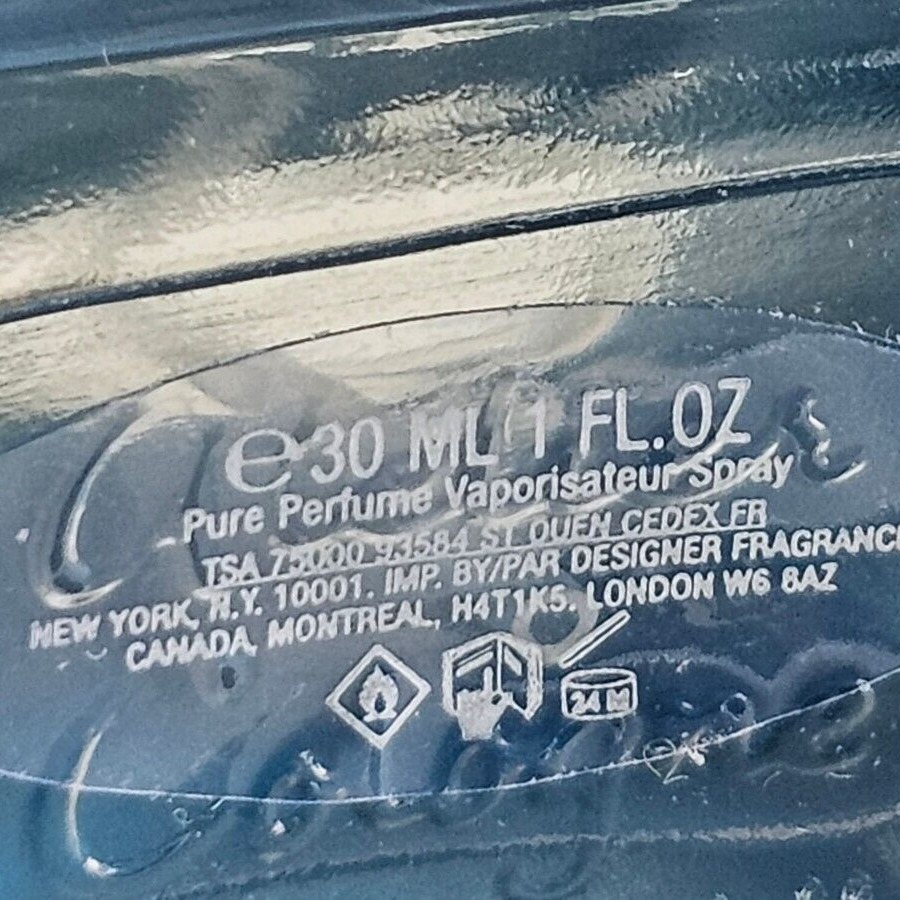 ℮ 30 ML 1 FL.OZ
Pure Perfume Vaporisateur Spray
TSA 75000 93584 ST OUEN CEDEX FR
NEW YORK, N.Y. 10001. IMP. BY/PAR DESIGNER FRAGRANCE
CANADA, MONTREAL, H4T1K5. LONDON W6 8AZ
24 M